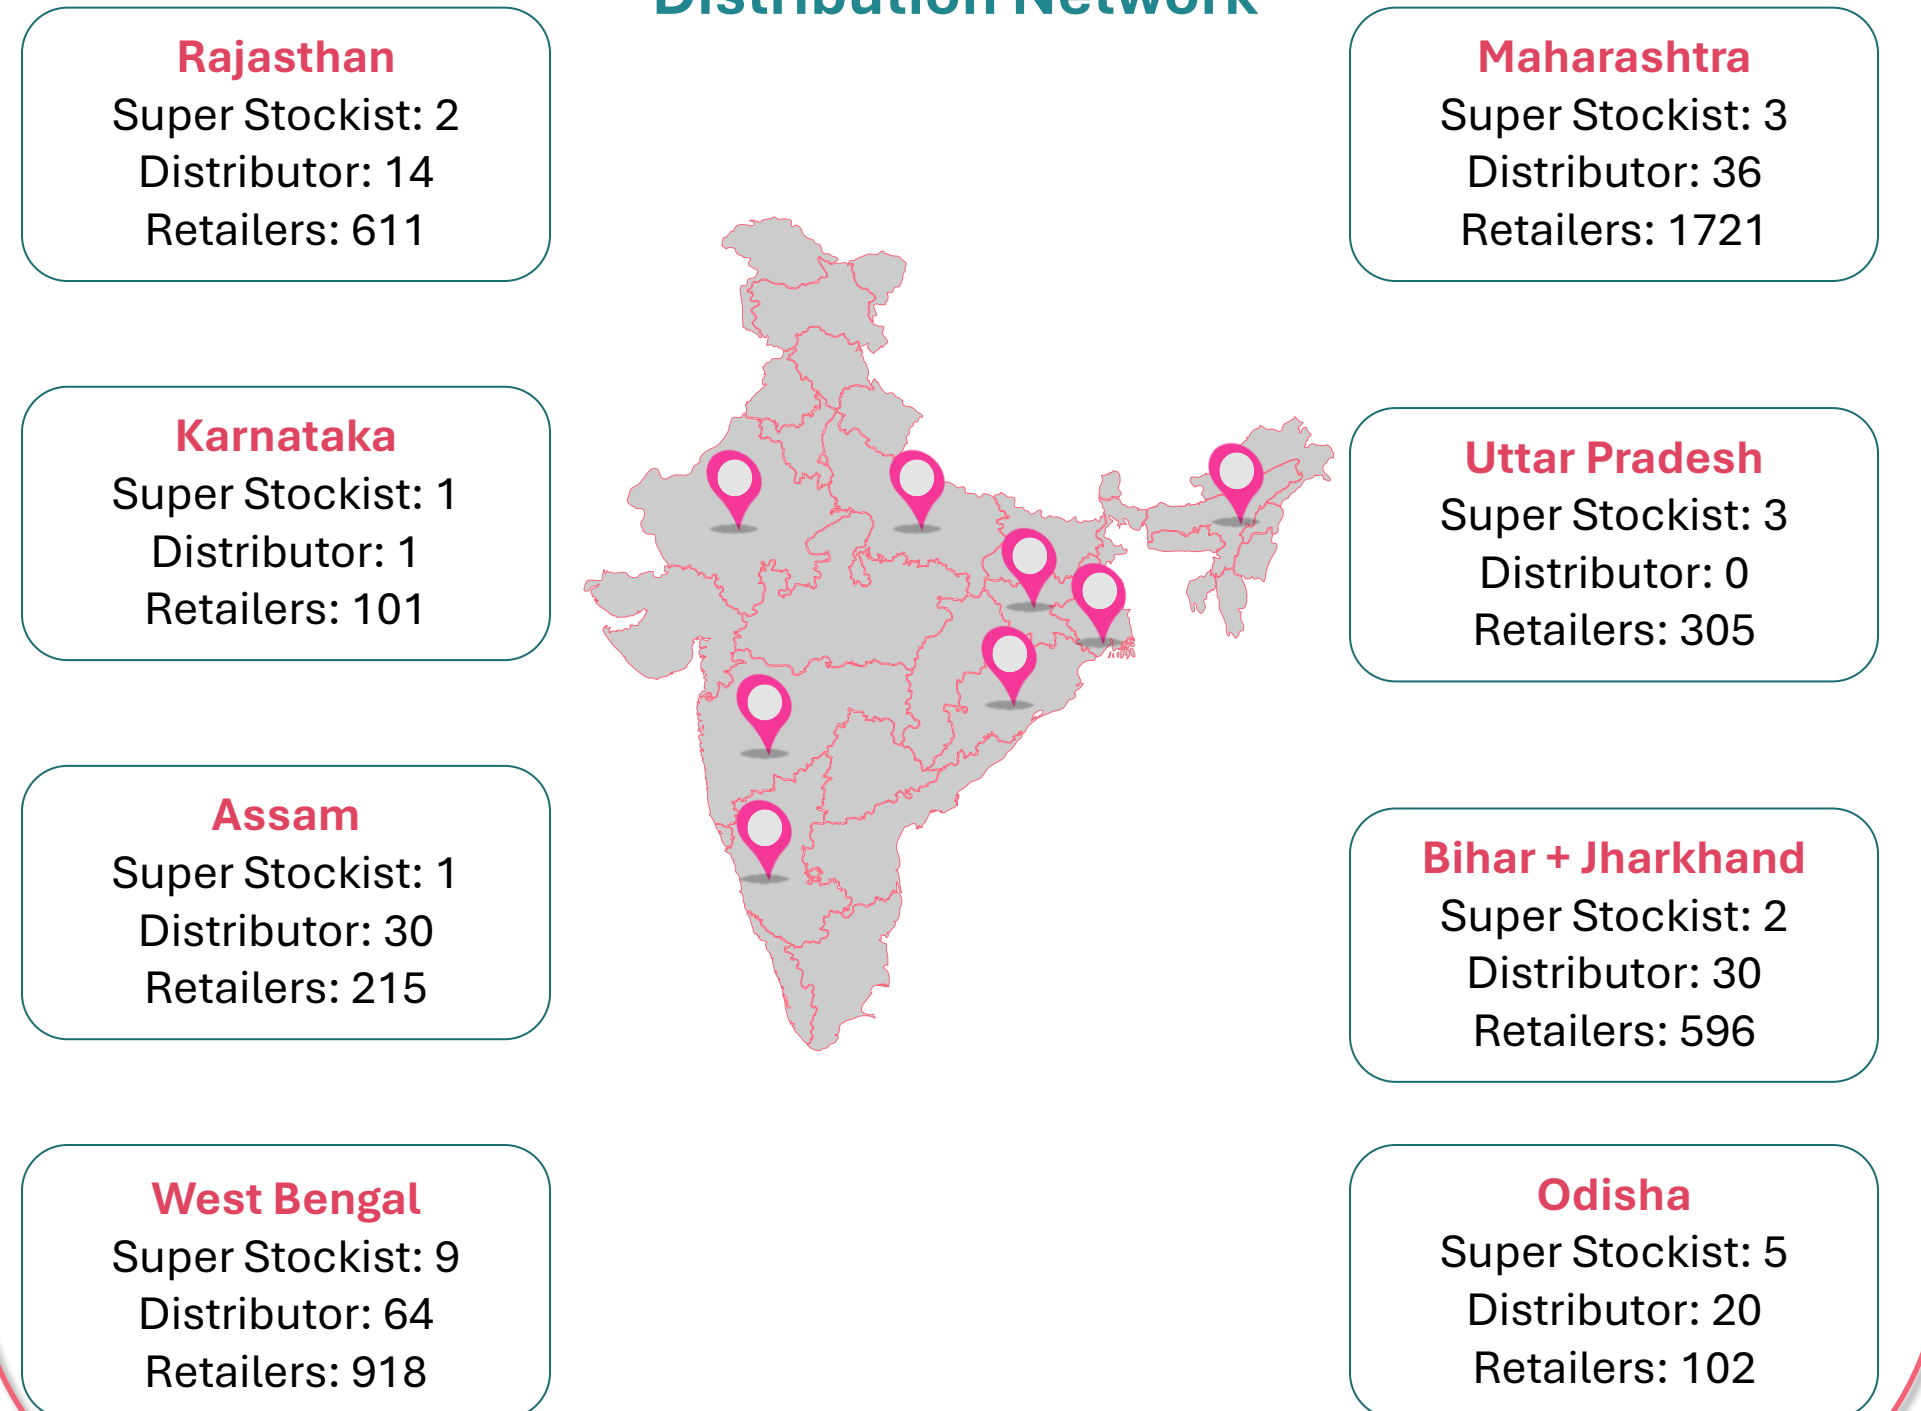 Distribution Network
Rajasthan
Super Stockist: 2
Distributor: 14
Retailers: 611
Maharashtra
Super Stockist: 3
Distributor: 36
Retailers: 1721
Karnataka
Super Stockist: 1
Distributor: 1
Retailers: 101
Uttar Pradesh
Super Stockist: 3
Distributor: 0
Retailers: 305
Assam
Super Stockist: 1
Distributor: 30
Retailers: 215
Bihar + Jharkhand
Super Stockist: 2
Distributor: 30
Retailers: 596
West Bengal
Super Stockist: 9
Distributor: 64
Retailers: 918
Odisha
Super Stockist: 5
Distributor: 20
Retailers: 102